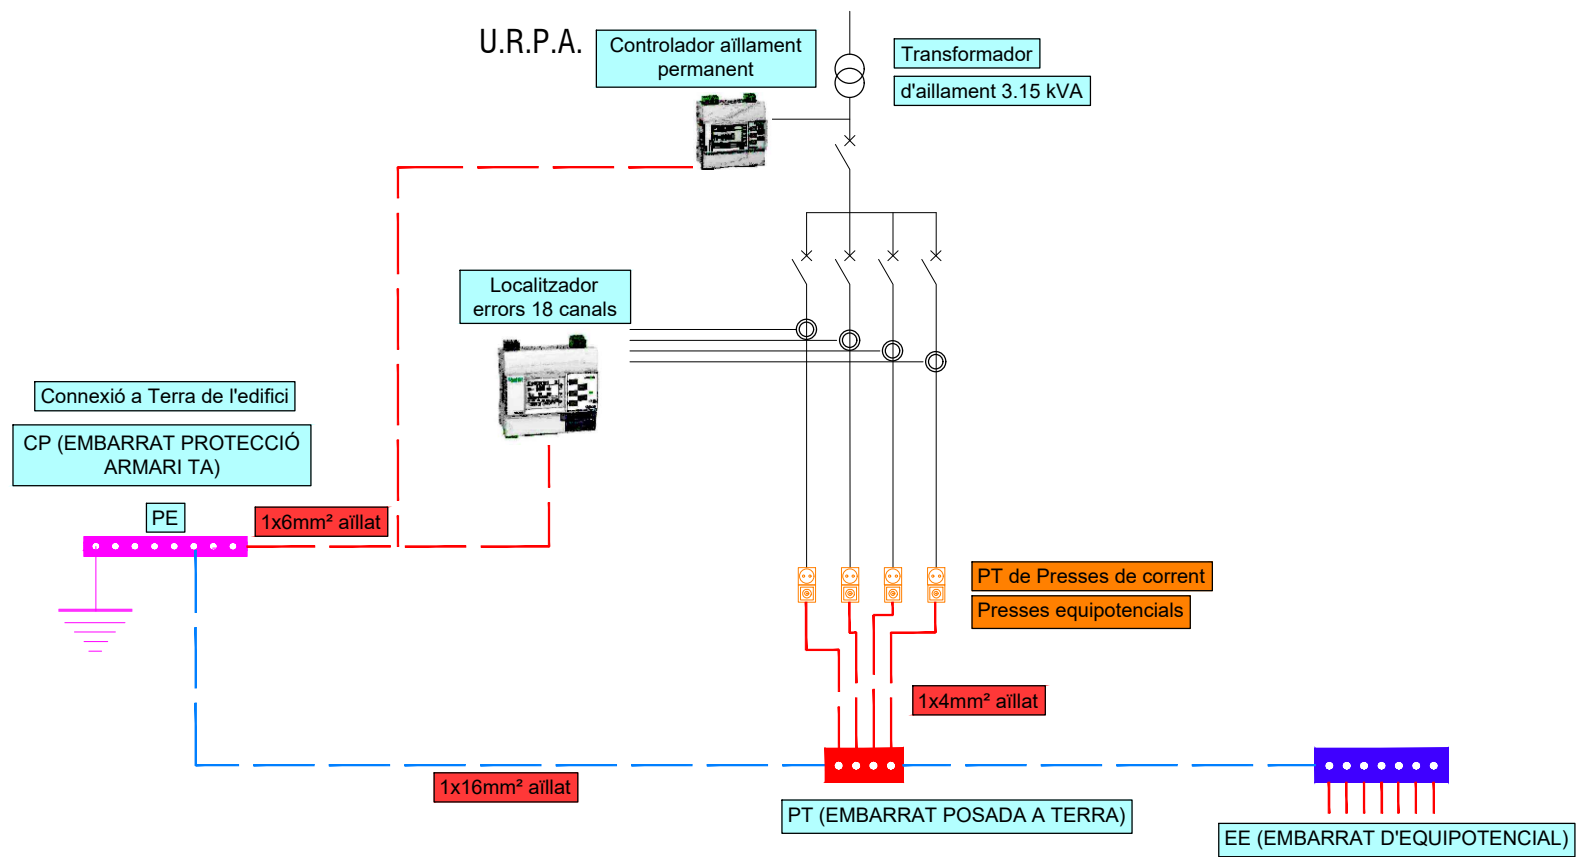 U.R.P.A.
Controlador aïllament
permanent
Transformador
d'aillament 3.15 kVA
Localitzador
errors 18 canals
Connexió a Terra de l'edifici
CP (EMBARRAT PROTECCIÓ
ARMARI TA)
PE
1x6mm² aïllat
PT de Presses de corrent
Presses equipotencials
1x4mm² aïllat
1x16mm² aïllat
PT (EMBARRAT POSADA A TERRA)
EE (EMBARRAT D'EQUIPOTENCIAL)